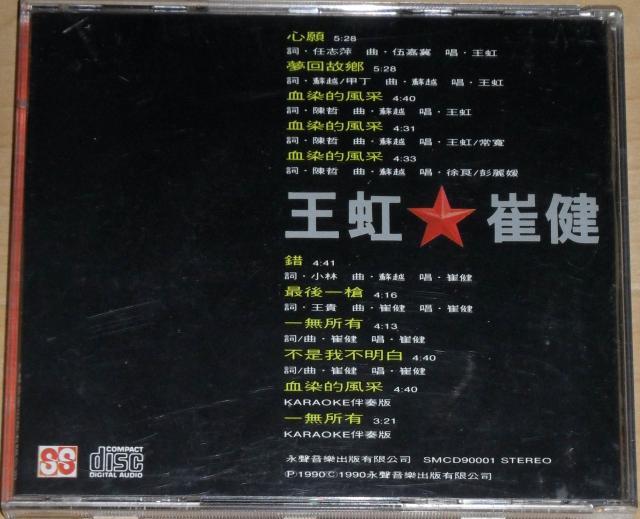 心願 5:28
詞・任志萍 曲・伍嘉冀 唱・王虹
夢回故鄉 5:28
詞・蘇越/甲丁 曲・蘇越 唱・王虹
血染的風采 4:40
詞・陳哲 曲・蘇越 唱・王虹
血染的風采 4:31
詞・陳哲 曲・蘇越 唱・王虹/常寬
血染的風采 4:33
詞・陳哲 曲・蘇越 唱・徐良/彭麗媛
王虹★崔健
錯 4:41
詞・小林 曲・蘇越 唱・崔健
最後一槍 4:16
詞・王貴 曲・崔健 唱・崔健
一無所有 4:13
詞/曲・崔健 唱・崔健
不是我不明白 4:40
詞/曲・崔健 唱・崔健
血染的風采 4:40
KARAOKE伴奏版
一無所有 3:21
KARAOKE伴奏版
SS
COMPACT
disc
DIGITAL AUDIO
永聲音樂出版有限公司 SMCD90001 STEREO
Ⓟ1990Ⓒ1990永聲音樂出版有限公司